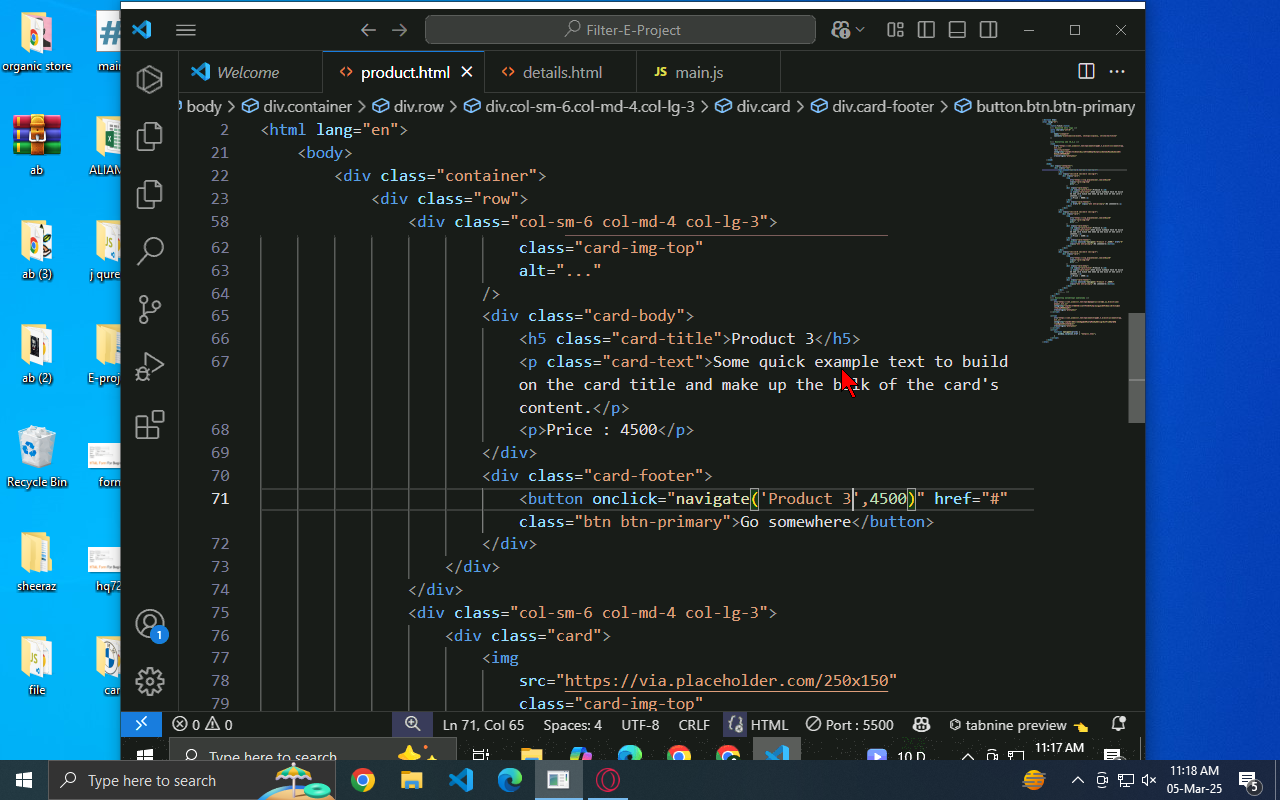 organic store
main
ab
ALIAM
ab (3)
j qure
ab (2)
E-proj
Recycle Bin
form
sheeraz
hq72
file
car
Filter-E-Project
Welcome
product.html
details.html
JS main.js
body > div.container > div.row > div.col-sm-6.col-md-4.col-lg-3 > div.card > div.card-footer > button.btn.btn-primary
2 <html lang="en">
21 <body>
22 <div class="container">
23 <div class="row">
58 <div class="col-sm-6 col-md-4 col-lg-3">
62 class="card-img-top"
63 alt="..."
64 />
65 <div class="card-body">
66 <h5 class="card-title">Product 3</h5>
67 <p class="card-text">Some quick example text to build
on the card title and make up the bulk of the card's
content.</p>
68 <p>Price : 4500</p>
69 </div>
70 <div class="card-footer">
71 <button onclick="navigate('Product 3',4500)" href="#"
class="btn btn-primary">Go somewhere</button>
72 </div>
73 </div>
74 </div>
75 <div class="col-sm-6 col-md-4 col-lg-3">
76 <div class="card">
77 <img
78 src="https://via.placeholder.com/250x150"
79 class="card-img-top"
1
0 0 Ln 71, Col 65 Spaces: 4 UTF-8 CRLF HTML Port : 5500 tabnine preview
Type here to search
10 D
11:17 AM
Type here to search
11:18 AM
05-Mar-25
5